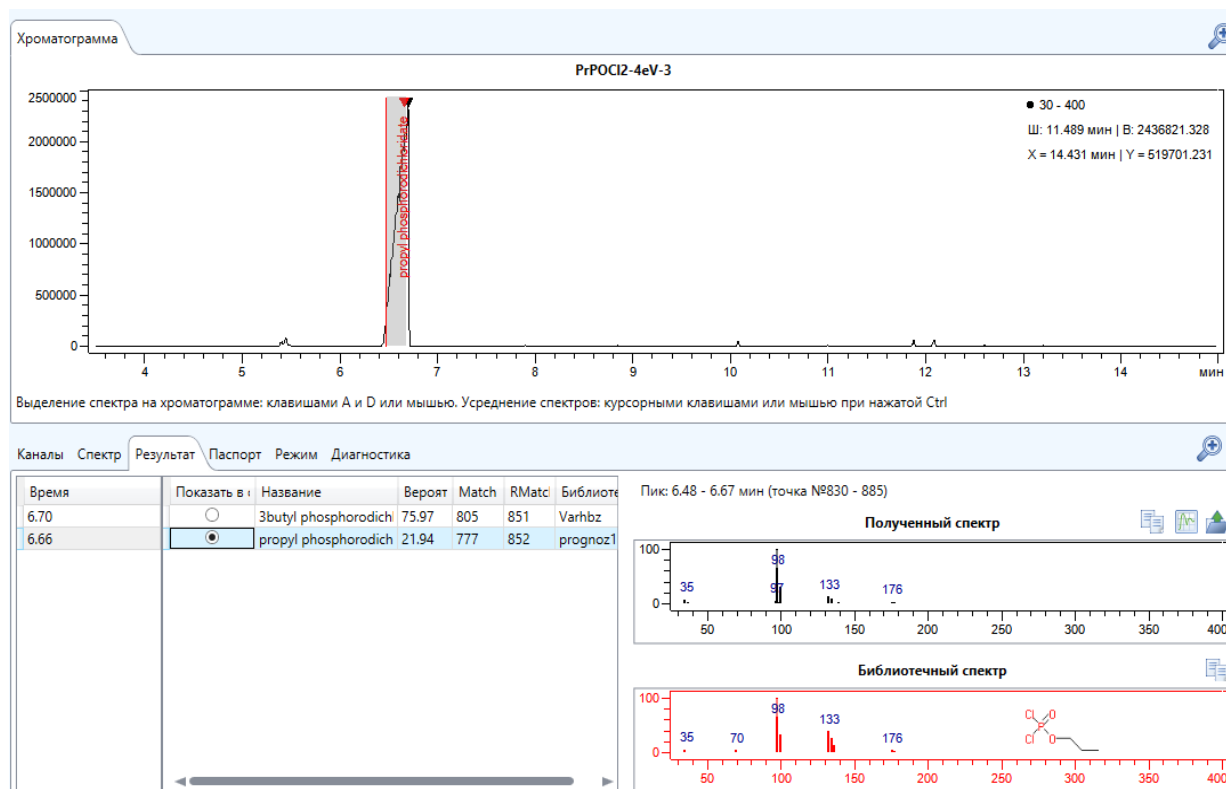 Хроматограмма
PrPOCl2-4eV-3
2500000
2000000
1500000
1000000
500000
0
● 30 - 400
Ш: 11.489 мин | В: 2436821.328
X = 14.431 мин | Y = 519701.231
propyl phosphorodichloridate
4 5 6 7 8 9 10 11 12 13 14 мин
Выделение спектра на хроматограмме: клавишами A и D или мышью. Усреднение спектров: курсорными клавишами или мышью при нажатой Ctrl
Каналы Спектр Результат Паспорт Режим Диагностика
Время Показать в Название Вероят Match RMatc Библиоте
6.70 3butyl phosphorodichl 75.97 805 851 Varhbz
6.66 propyl phosphorodich 21.94 777 852 prognoz1
Пик: 6.48 - 6.67 мин (точка №830 - 885)
Полученный спектр
100
0
35 97 98 133 176
50 100 150 200 250 300 350 400
Библиотечный спектр
100
0
35 70 98 133 176
Cl O
P
Cl O
50 100 150 200 250 300 350 400